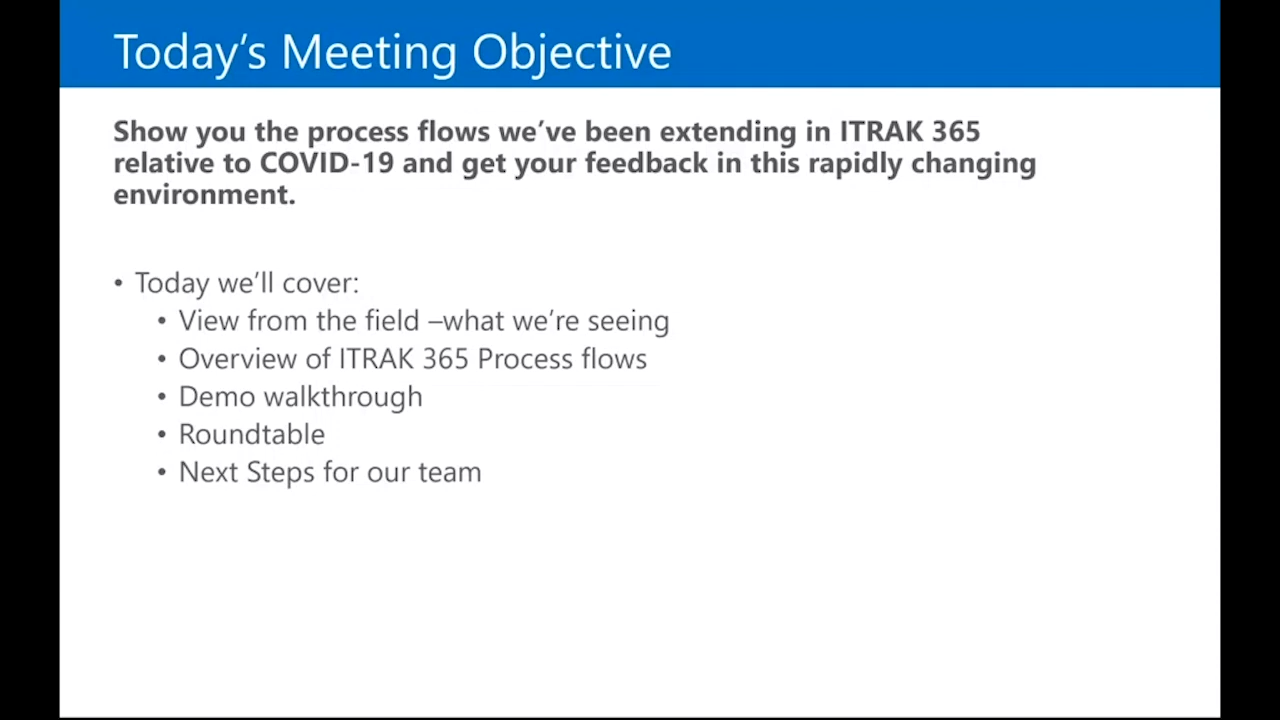 Today's Meeting Objective
Show you the process flows we've been extending in ITRAK 365
relative to COVID-19 and get your feedback in this rapidly changing
environment.
• Today we'll cover:
• View from the field –what we're seeing
• Overview of ITRAK 365 Process flows
• Demo walkthrough
• Roundtable
• Next Steps for our team